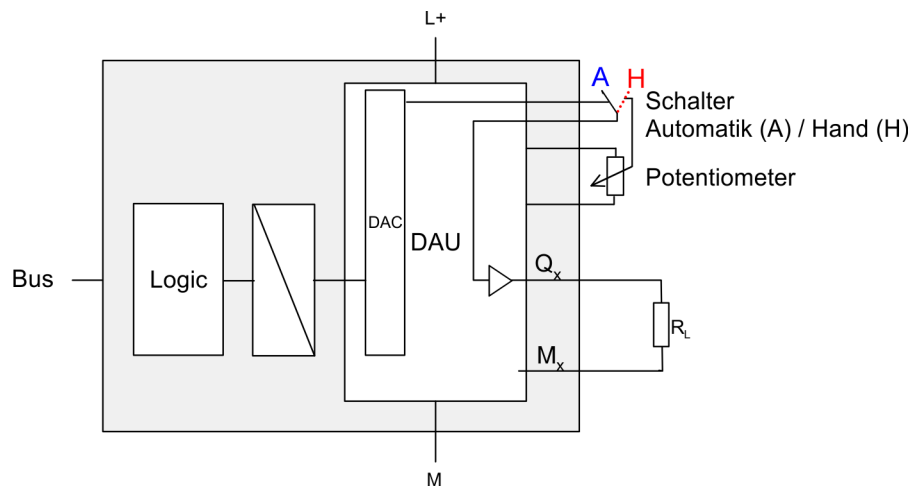 L+
A H
Schalter
Automatik (A) / Hand (H)
Potentiometer
DAC
DAU
Bus
Logic
Qx
RL
Mx
M